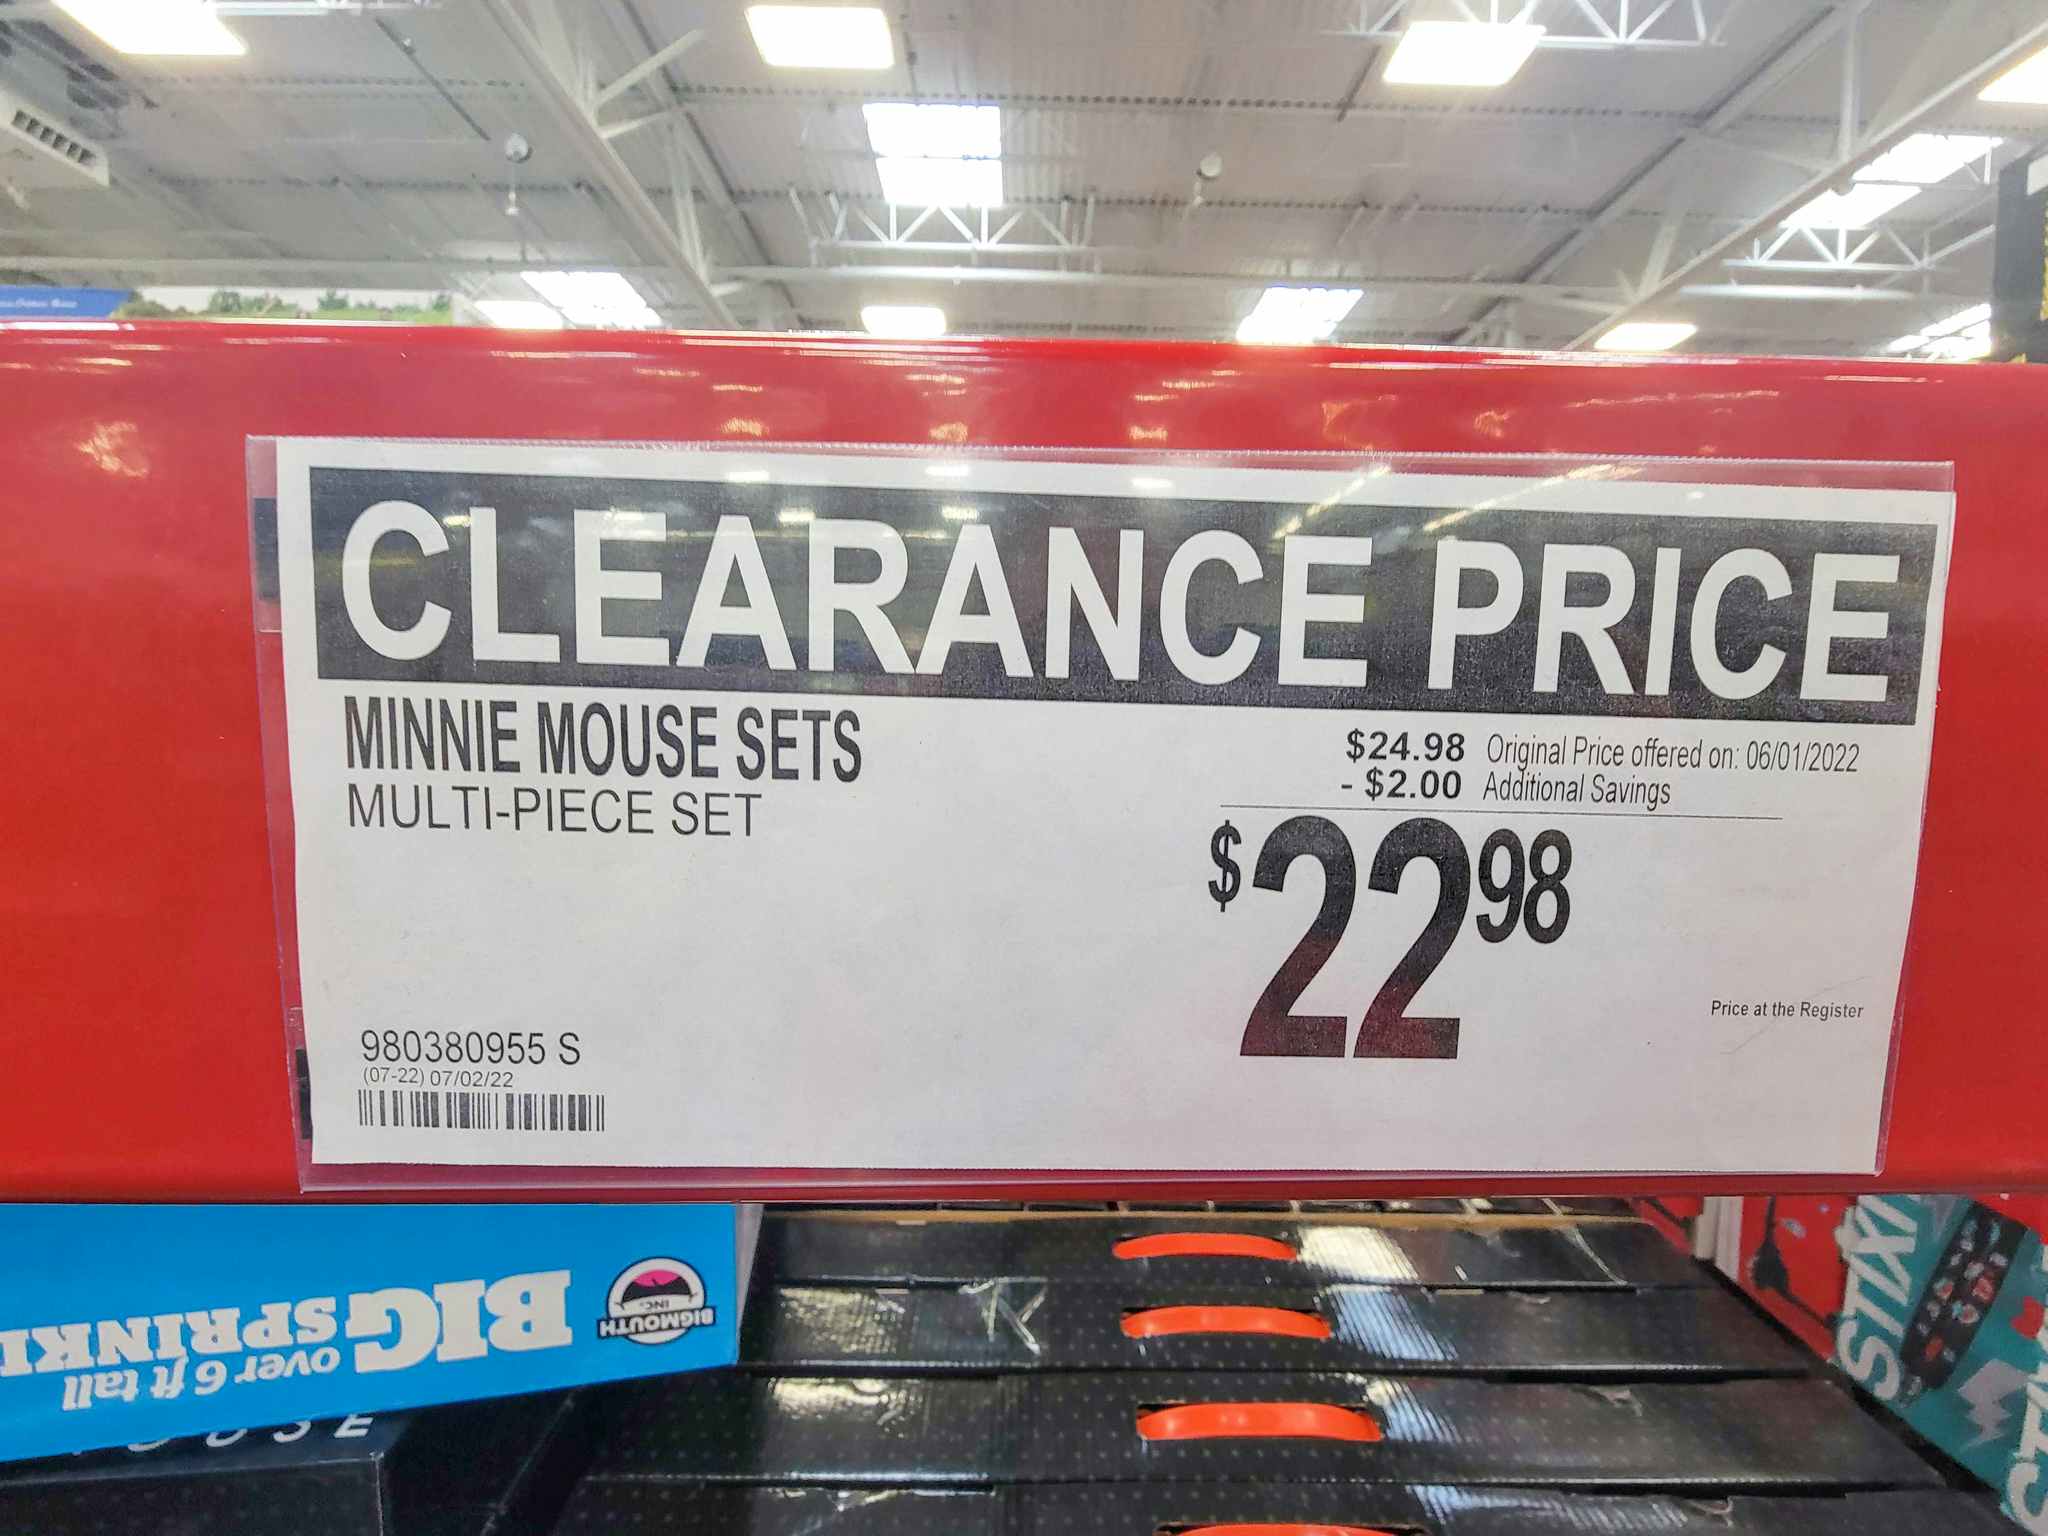 CLEARANCE PRICE
MINNIE MOUSE SETS
MULTI-PIECE SET
$24.98 Original Price offered on: 06/01/2022
- $2.00 Additional Savings
$22 98
Price at the Register
980380955 S
(07-22) 07/02/22
BIGMOUTH
INC.
BIG
SPRINKL
over 6 ft tall
STIXI